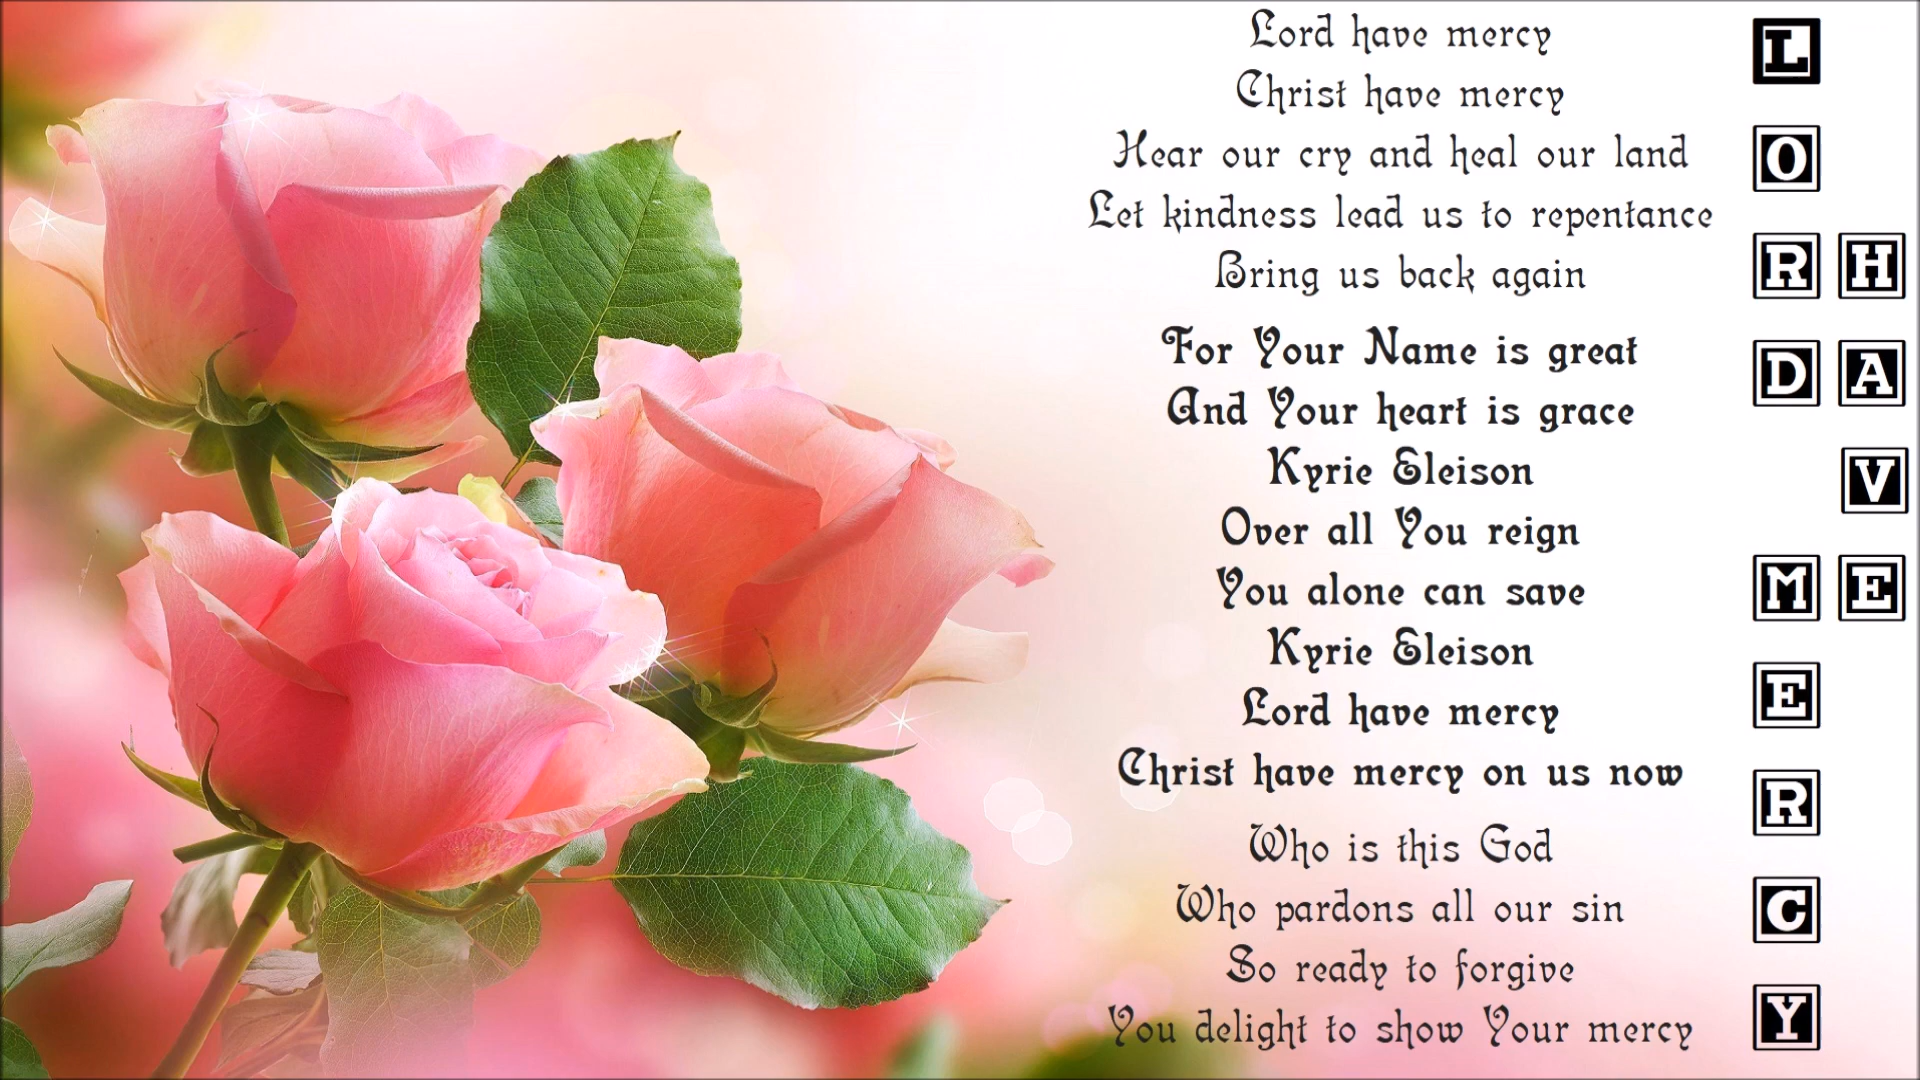 Lord have mercy
Christ have mercy
Hear our cry and heal our land
Let kindness lead us to repentance
Bring us back again
For Your Name is great
And Your heart is grace
Kyrie Eleison
Over all You reign
You alone can save
Kyrie Eleison
Lord have mercy
Christ have mercy on us now
Who is this God
Who pardons all our sin
So ready to forgive
You delight to show Your mercy
LORD
HAVE
MERCY